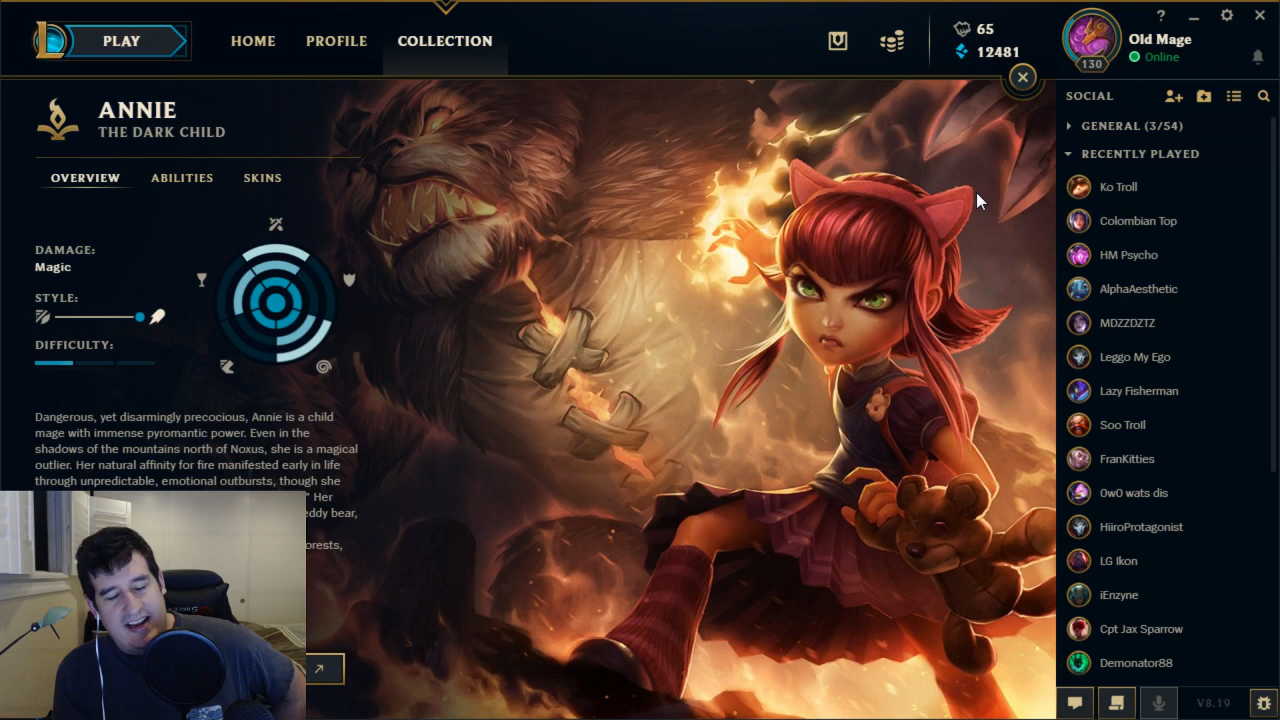 PLAY
HOME
PROFILE
COLLECTION
65
12481
?
130
Old Mage
Online
ANNIE
THE DARK CHILD
OVERVIEW
ABILITIES
SKINS
DAMAGE:
Magic
STYLE:
DIFFICULTY:
Dangerous, yet disarmingly precocious, Annie is a child
mage with immense pyromantic power. Even in the
shadows of the mountains north of Noxus, she is a magical
outlier. Her natural affinity for fire manifested early in life
through unpredictable, emotional outbursts, though she
" Her
eddy bear,
orests,
SOCIAL
GENERAL (3/54)
RECENTLY PLAYED
Ko Troll
Colombian Top
HM Psycho
AlphaAesthetic
MDZZDZTZ
Leggo My Ego
Lazy Fisherman
Soo Troll
FranKitties
0w0 wats dis
HiiroProtagonist
LG Ikon
iEnzyne
Cpt Jax Sparrow
Demonator88
V8.19